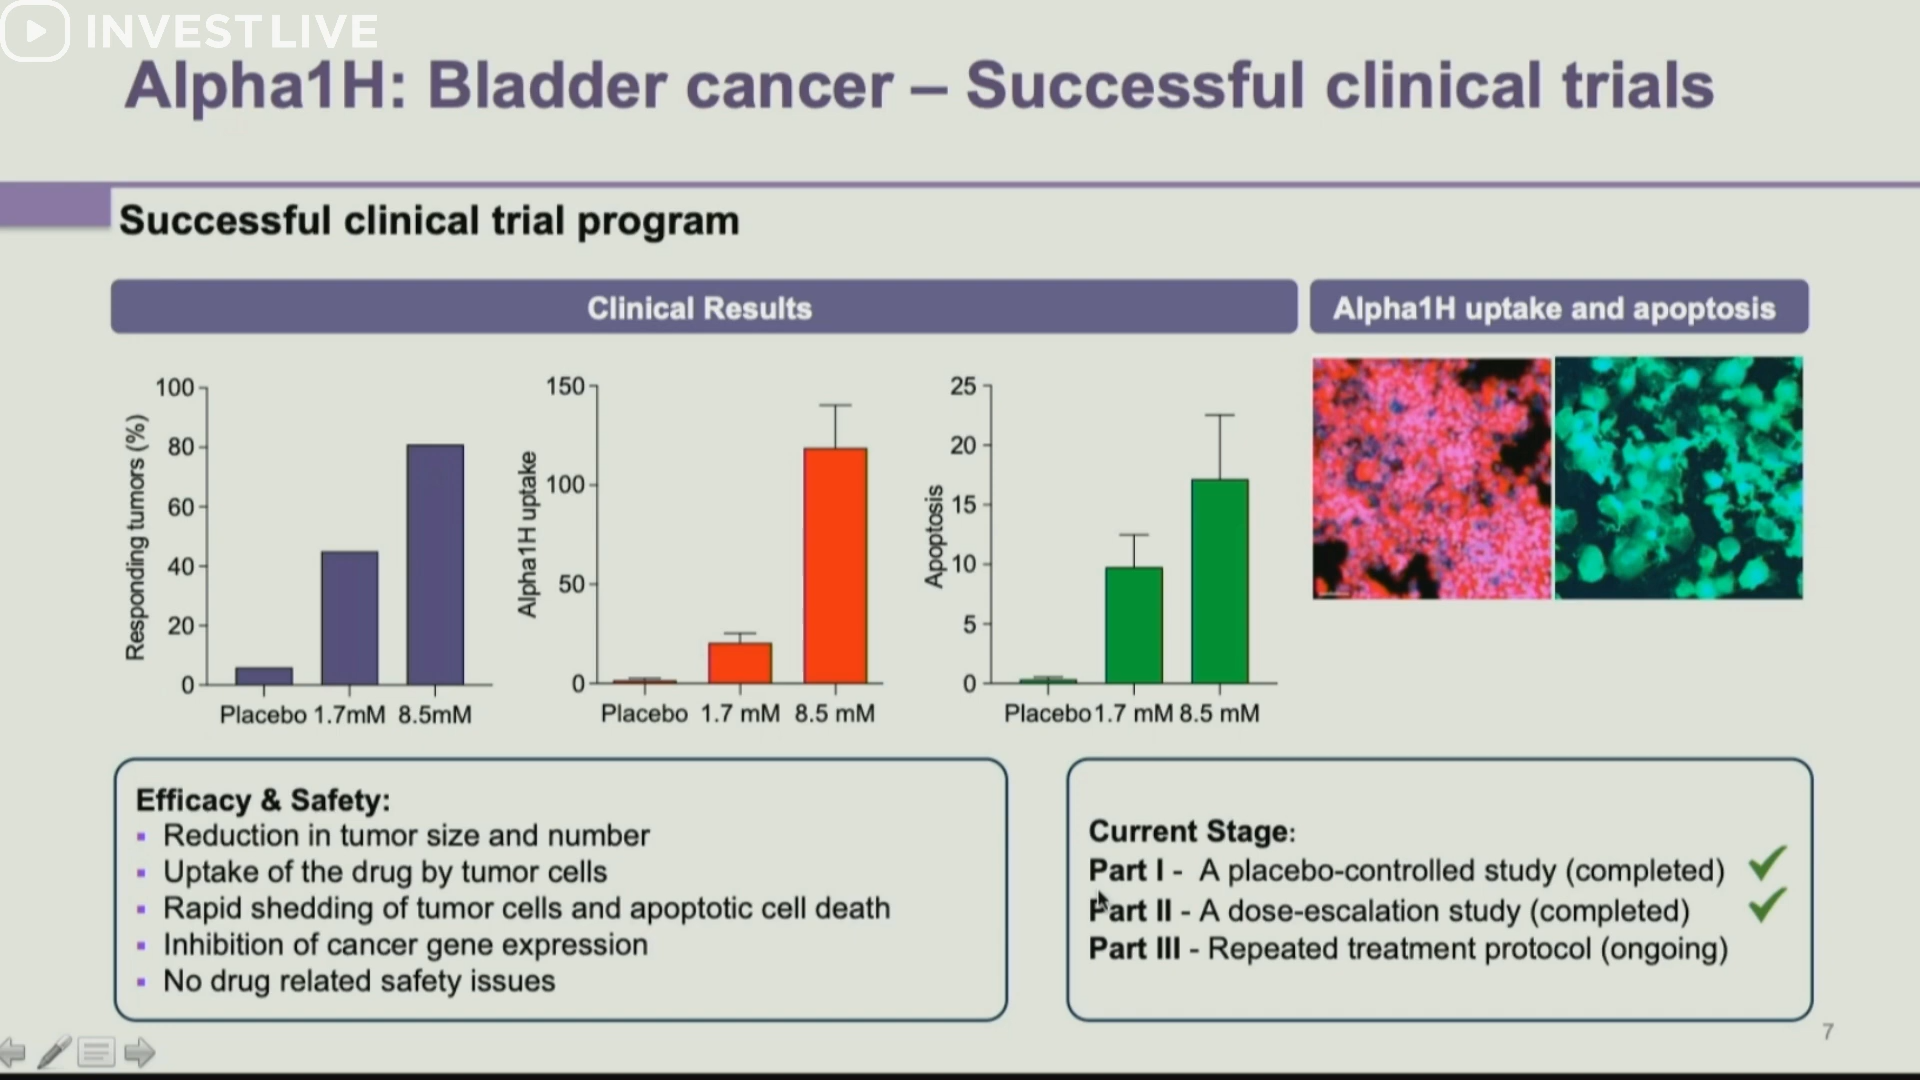 INVESTLIVE
Alpha1H: Bladder cancer – Successful clinical trials
Successful clinical trial program
Clinical Results
Alpha1H uptake and apoptosis
Responding tumors (%)
100
80
60
40
20
0
Placebo 1.7mM 8.5mM
Alpha1H uptake
150
100
50
0
Placebo 1.7 mM 8.5 mM
Apoptosis
25
20
15
10
5
0
Placebo 1.7 mM 8.5 mM
Efficacy & Safety:
▪ Reduction in tumor size and number
▪ Uptake of the drug by tumor cells
▪ Rapid shedding of tumor cells and apoptotic cell death
▪ Inhibition of cancer gene expression
▪ No drug related safety issues
Current Stage:
Part I - A placebo-controlled study (completed)
Part II - A dose-escalation study (completed)
Part III - Repeated treatment protocol (ongoing)
7